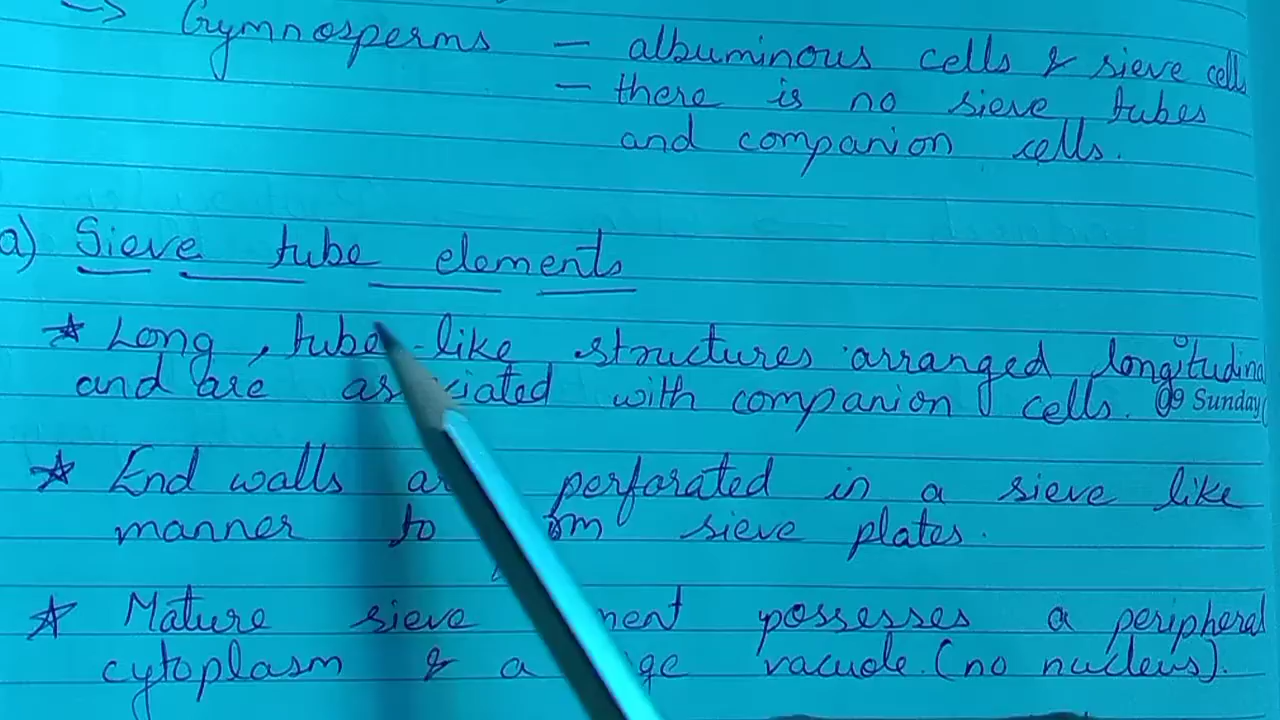 → Gymnosperms – albuminous cells & sieve cells
– there is no sieve tubes
and companion cells.
a) Sieve tube elements
★ Long, tube-like structures arranged
and are with companion cells. 09 Sunday
★ End walls perforated in a sieve like
manner to sieve plates.
★ Mature sieve possesses a peripheral
cytoplasm & a vacuole. (no nucleus).